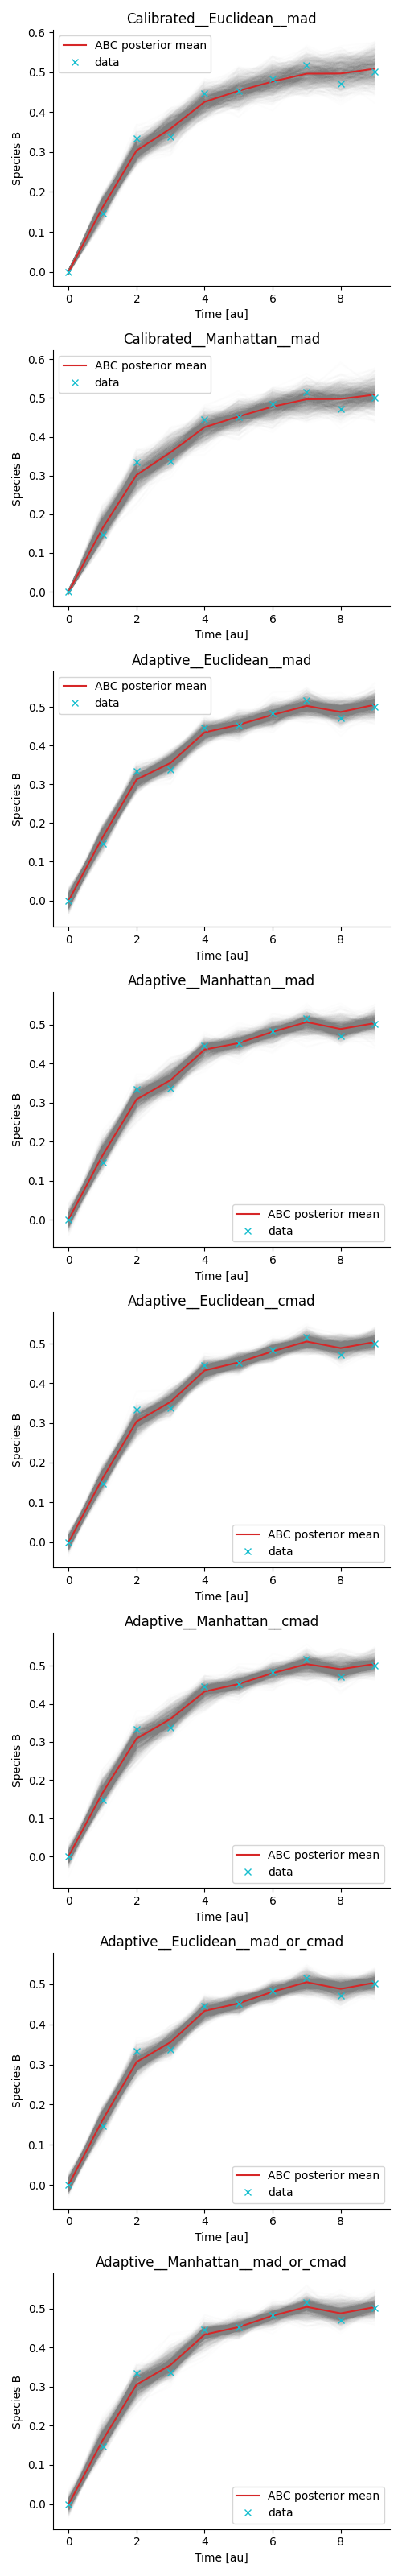 Calibrated__Euclidean__mad
ABC posterior mean
data
0.6
0.5
0.4
0.3
0.2
0.1
0.0
Species B
0 2 4 6 8
Time [au]
Calibrated__Manhattan__mad
ABC posterior mean
data
0.6
0.5
0.4
0.3
0.2
0.1
0.0
Species B
0 2 4 6 8
Time [au]
Adaptive__Euclidean__mad
ABC posterior mean
data
0.5
0.4
0.3
0.2
0.1
0.0
Species B
0 2 4 6 8
Time [au]
Adaptive__Manhattan__mad
0.5
0.4
0.3
0.2
0.1
0.0
Species B
ABC posterior mean
data
0 2 4 6 8
Time [au]
Adaptive__Euclidean__cmad
0.5
0.4
0.3
0.2
0.1
0.0
Species B
ABC posterior mean
data
0 2 4 6 8
Time [au]
Adaptive__Manhattan__cmad
0.5
0.4
0.3
0.2
0.1
0.0
Species B
ABC posterior mean
data
0 2 4 6 8
Time [au]
Adaptive__Euclidean__mad_or_cmad
0.5
0.4
0.3
0.2
0.1
0.0
Species B
ABC posterior mean
data
0 2 4 6 8
Time [au]
Adaptive__Manhattan__mad_or_cmad
0.5
0.4
0.3
0.2
0.1
0.0
Species B
ABC posterior mean
data
0 2 4 6 8
Time [au]